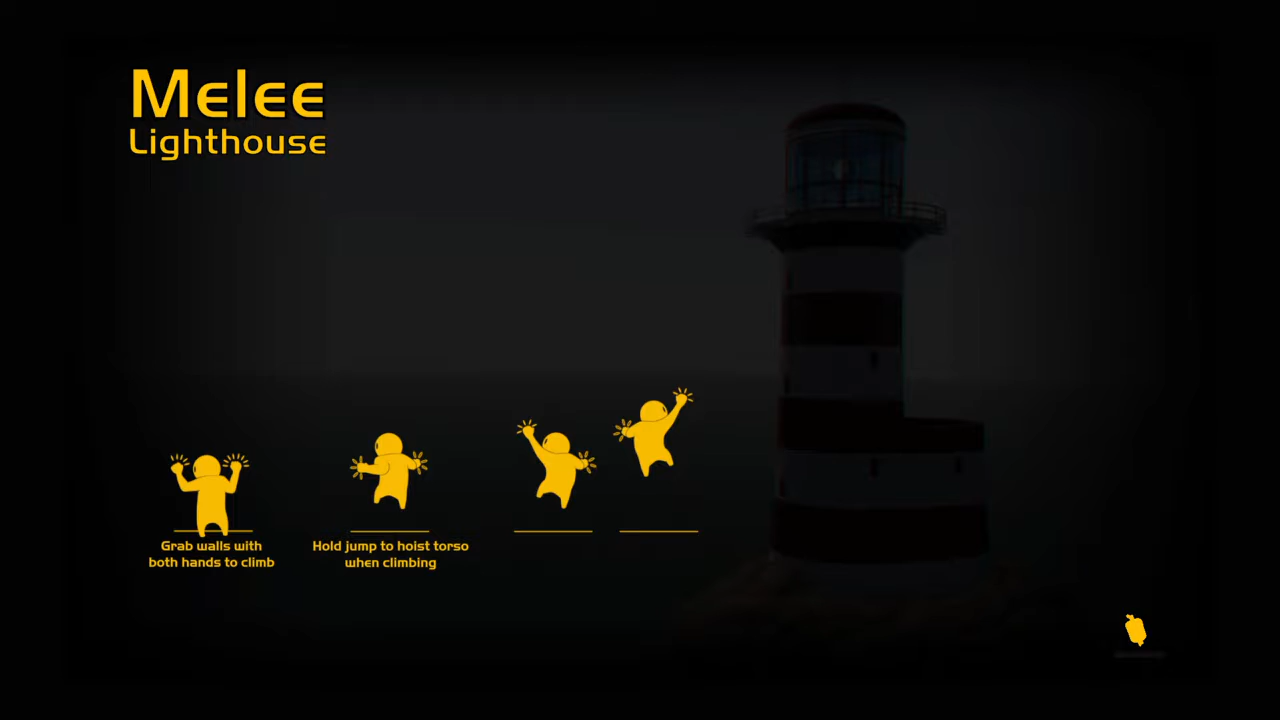 Melee
Lighthouse
Grab walls with
both hands to climb
Hold jump to hoist torso
when climbing